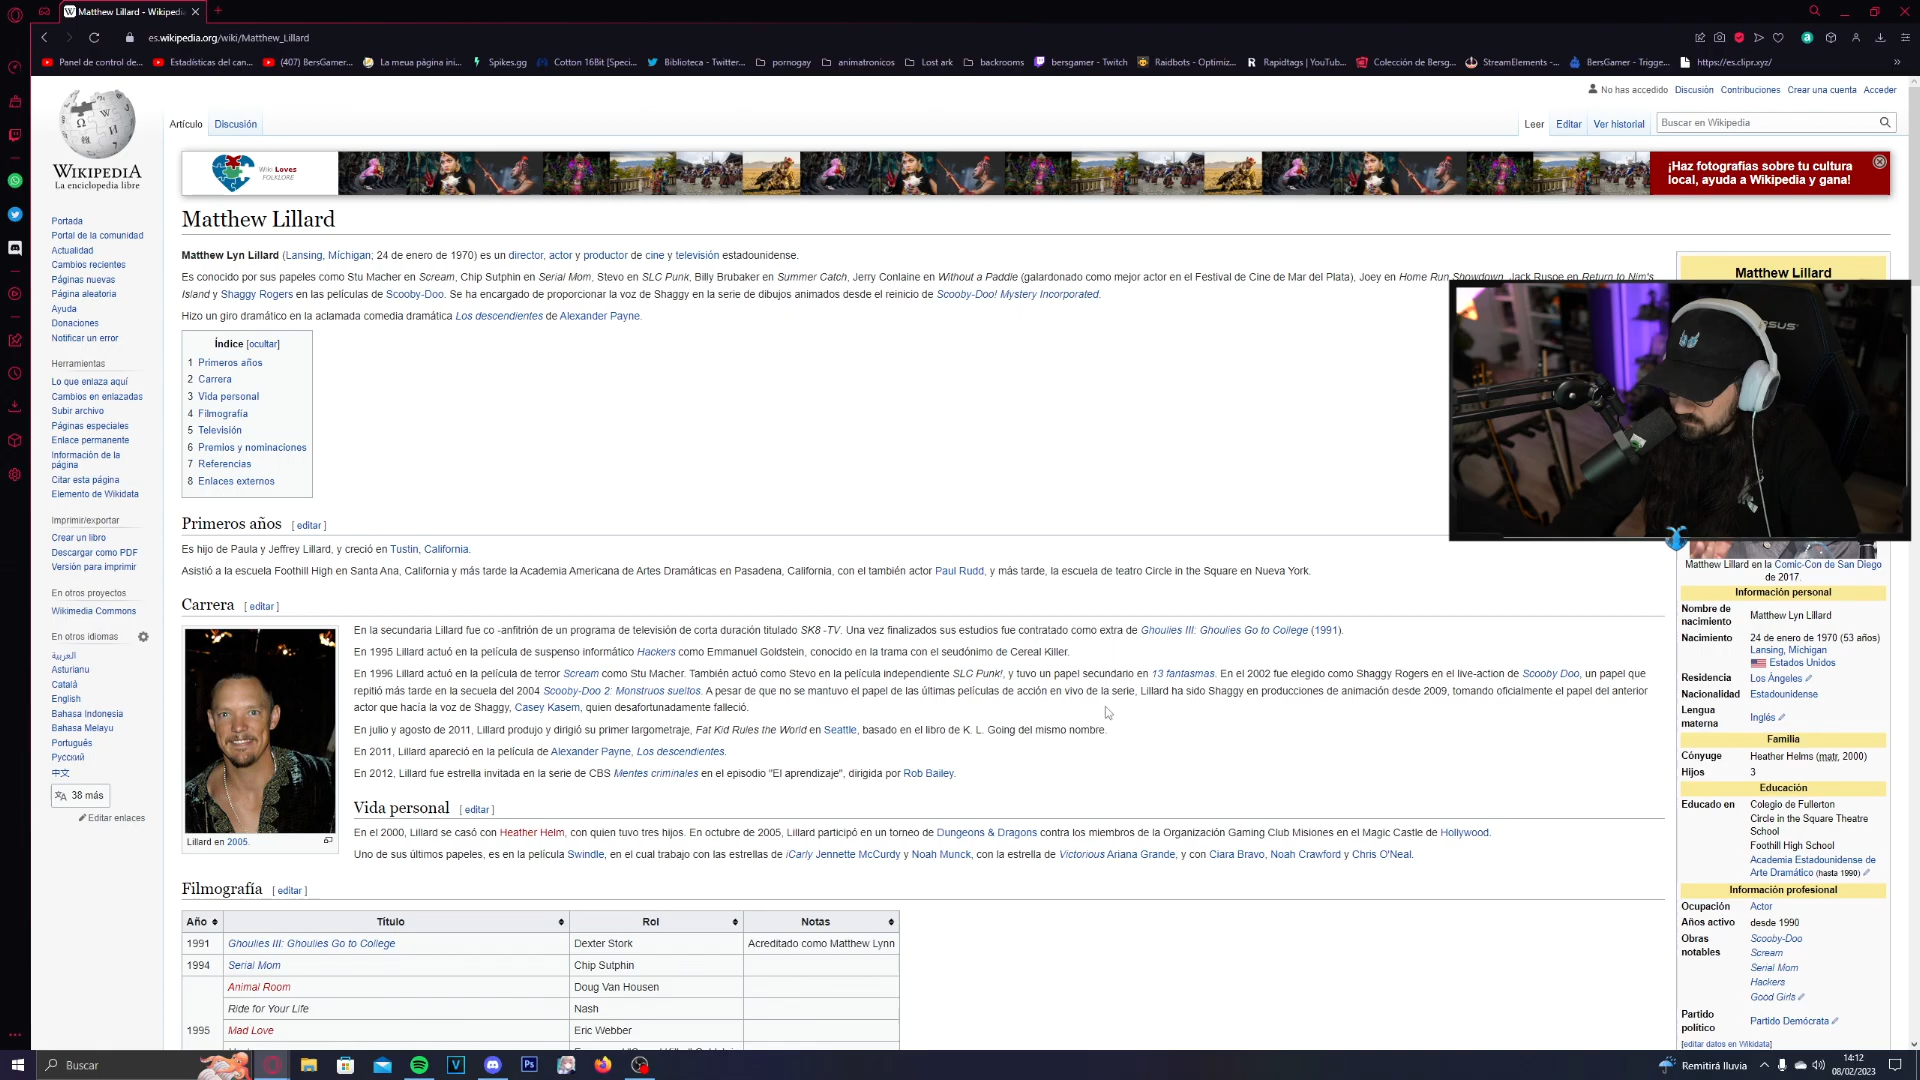 Matthew Lillard - Wikipedia
es.wikipedia.org/wiki/Matthew_Lillard
Panel de control de... Estadísticas del can... (407) BersGamer... La meua pàgina ini... Spikes.gg Cotton 16Bit [Speci... Biblioteca - Twitter... pornogay animatronicos Lost ark backrooms bersgamer - Twitch Raidbots - Optimiz... Rapidtags | YouTub... Colección de Bersg... StreamElements -... BersGamer - Trigge... https://es.clipr.xyz/
No has accedido Discusión Contribuciones Crear una cuenta Acceder
Artículo Discusión Leer Editar Ver historial Buscar en Wikipedia
WIKIPEDIA
La enciclopedia libre
Wiki Loves
FOLKLORE
¡Haz fotografías sobre tu cultura
local, ayuda a Wikipedia y gana!
Portada
Portal de la comunidad
Actualidad
Cambios recientes
Páginas nuevas
Página aleatoria
Ayuda
Donaciones
Notificar un error
Herramientas
Lo que enlaza aquí
Cambios en enlazadas
Subir archivo
Páginas especiales
Enlace permanente
Información de la
página
Citar esta página
Elemento de Wikidata
Imprimir/exportar
Crear un libro
Descargar como PDF
Versión para imprimir
En otros proyectos
Wikimedia Commons
En otros idiomas
العربية
Asturianu
Català
English
Bahasa Indonesia
Bahasa Melayu
Português
Русский
中文
38 más
Editar enlaces
Matthew Lillard
Matthew Lyn Lillard (Lansing, Míchigan; 24 de enero de 1970) es un director, actor y productor de cine y televisión estadounidense.
Es conocido por sus papeles como Stu Macher en Scream, Chip Sutphin en Serial Mom, Stevo en SLC Punk, Billy Brubaker en Summer Catch, Jerry Conlaine en Without a Paddle (galardonado como mejor actor en el Festival de Cine de Mar del Plata), Joey en Home Run Showdown, Jack Rusoe en Return to Nim's
Island y Shaggy Rogers en las películas de Scooby-Doo. Se ha encargado de proporcionar la voz de Shaggy en la serie de dibujos animados desde el reinicio de Scooby-Doo! Mystery Incorporated.
Hizo un giro dramático en la aclamada comedia dramática Los descendientes de Alexander Payne.
Índice [ocultar]
1 Primeros años
2 Carrera
3 Vida personal
4 Filmografía
5 Televisión
6 Premios y nominaciones
7 Referencias
8 Enlaces externos
Primeros años [ editar ]
Es hijo de Paula y Jeffrey Lillard, y creció en Tustin, California.
Asistió a la escuela Foothill High en Santa Ana, California y más tarde la Academia Americana de Artes Dramáticas en Pasadena, California, con el también actor Paul Rudd, y más tarde, la escuela de teatro Circle in the Square en Nueva York.
Carrera [ editar ]
Lillard en 2005.
En la secundaria Lillard fue co -anfitrión de un programa de televisión de corta duración titulado SK8 -TV. Una vez finalizados sus estudios fue contratado como extra de Ghoulies III: Ghoulies Go to College (1991).
En 1995 Lillard actuó en la película de suspenso informático Hackers como Emmanuel Goldstein, conocido en la trama con el seudónimo de Cereal Killer.
En 1996 Lillard actuó en la película de terror Scream como Stu Macher. También actuó como Stevo en la película independiente SLC Punk!, y tuvo un papel secundario en 13 fantasmas. En el 2002 fue elegido como Shaggy Rogers en el live-action de Scooby Doo, un papel que
repitió más tarde en la secuela del 2004 Scooby-Doo 2: Monstruos sueltos. A pesar de que no se mantuvo el papel de las últimas películas de acción en vivo de la serie, Lillard ha sido Shaggy en producciones de animación desde 2009, tomando oficialmente el papel del anterior
actor que hacía la voz de Shaggy, Casey Kasem, quien desafortunadamente falleció.
En julio y agosto de 2011, Lillard produjo y dirigió su primer largometraje, Fat Kid Rules the World en Seattle, basado en el libro de K. L. Going del mismo nombre.
En 2011, Lillard apareció en la película de Alexander Payne, Los descendientes.
En 2012, Lillard fue estrella invitada en la serie de CBS Mentes criminales en el episodio "El aprendizaje", dirigida por Rob Bailey.
Vida personal [ editar ]
En el 2000, Lillard se casó con Heather Helm, con quien tuvo tres hijos. En octubre de 2005, Lillard participó en un torneo de Dungeons & Dragons contra los miembros de la Organización Gaming Club Misiones en el Magic Castle de Hollywood.
Uno de sus últimos papeles, es en la película Swindle, en el cual trabajo con las estrellas de iCarly Jennette McCurdy y Noah Munck, con la estrella de Victorious Ariana Grande, y con Ciara Bravo, Noah Crawford y Chris O'Neal.
Filmografía [ editar ]
Año Título Rol Notas
1991 Ghoulies III: Ghoulies Go to College Dexter Stork Acreditado como Matthew Lynn
1994 Serial Mom Chip Sutphin
Animal Room Doug Van Housen
Ride for Your Life Nash
1995 Mad Love Eric Webber
Matthew Lillard
Matthew Lillard en la Comic-Con de San Diego
de 2017.
Información personal
Nombre de
nacimiento Matthew Lyn Lillard
Nacimiento 24 de enero de 1970 (53 años)
Lansing, Míchigan
Estados Unidos
Residencia Los Ángeles
Nacionalidad Estadounidense
Lengua
materna Inglés
Familia
Cónyuge Heather Helms (matr. 2000)
Hijos 3
Educación
Educado en Colegio de Fullerton
Circle in the Square Theatre
School
Foothill High School
Academia Estadounidense de
Arte Dramático (hasta 1990)
Información profesional
Ocupación Actor
Años activo desde 1990
Obras
notables Scooby-Doo
Scream
Serial Mom
Hackers
Good Girls
Partido
político Partido Demócrata
[editar datos en Wikidata]
Buscar
Remitirá lluvia
14:12
08/02/2023